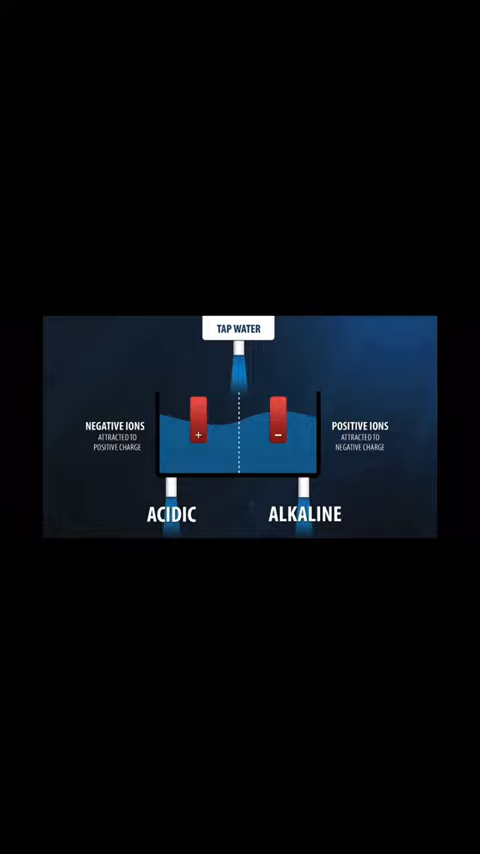 TAP WATER
+
−
NEGATIVE IONS
ATTRACTED TO
POSITIVE CHARGE
POSITIVE IONS
ATTRACTED TO
NEGATIVE CHARGE
ACIDIC
ALKALINE